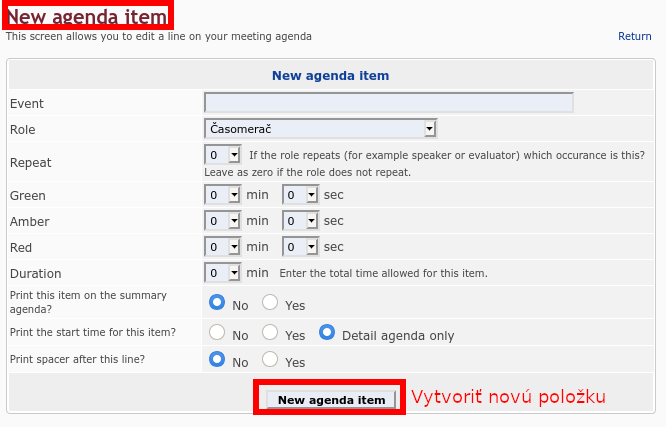 New agenda item
This screen allows you to edit a line on your meeting agenda
Return
New agenda item
Event
Role
Časomerač
Repeat
0 If the role repeats (for example speaker or evaluator) which occurance is this?
Leave as zero if the role does not repeat.
Green
0 min 0 sec
Amber
0 min 0 sec
Red
0 min 0 sec
Duration
0 min Enter the total time allowed for this item.
Print this item on the summary
agenda?
No Yes
Print the start time for this item?
No Yes Detail agenda only
Print spacer after this line?
No Yes
New agenda item
Vytvoriť novú položku